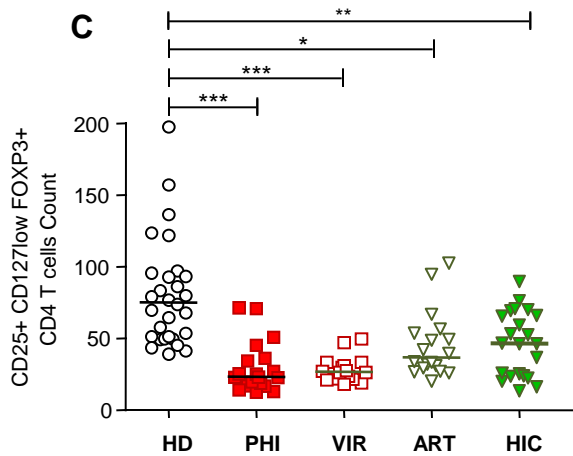 C
**
*
***
***
CD25+ CD127low FOXP3+
CD4 T cells Count
200
150
100
50
0
HD PHI VIR ART HIC